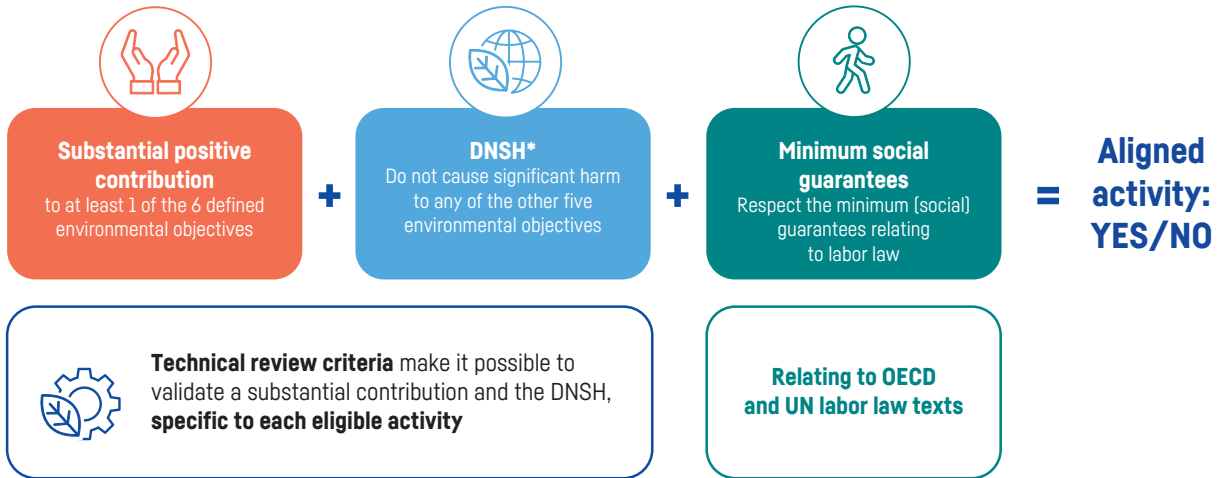 Substantial positive
contribution
to at least 1 of the 6 defined
environmental objectives
+
DNSH*
Do not cause significant harm
to any of the other five
environmental objectives
+
Minimum social
guarantees
Respect the minimum (social)
guarantees relating
to labor law
=
Aligned
activity:
YES/NO
Technical review criteria make it possible to
validate a substantial contribution and the DNSH,
specific to each eligible activity
Relating to OECD
and UN labor law texts